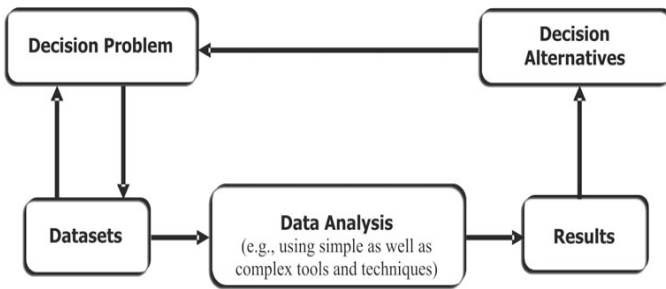 Decision Problem
Decision
Alternatives
Datasets
Data Analysis
(e.g., using simple as well as
complex tools and techniques)
Results